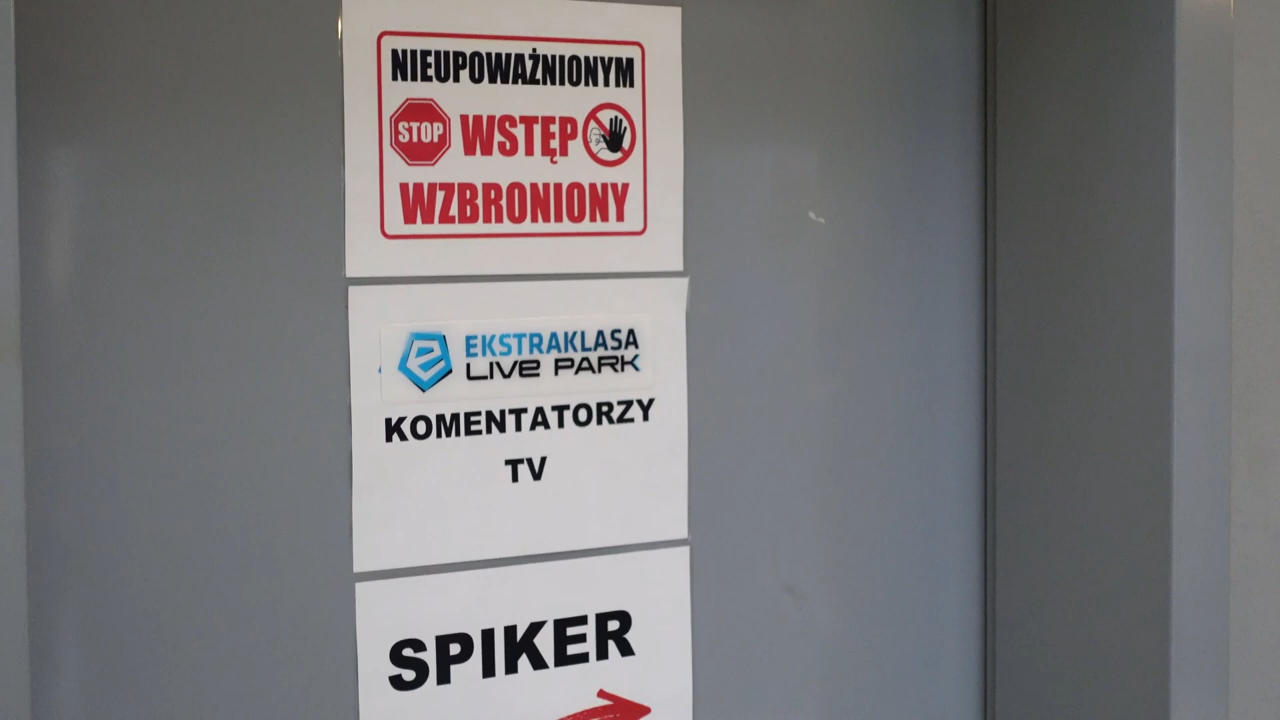 NIEUPOWAŻNIONYM
STOP WSTĘP
WZBRONIONY
EKSTRAKLASA
LIVE PARK
KOMENTATORZY
TV
SPIKER